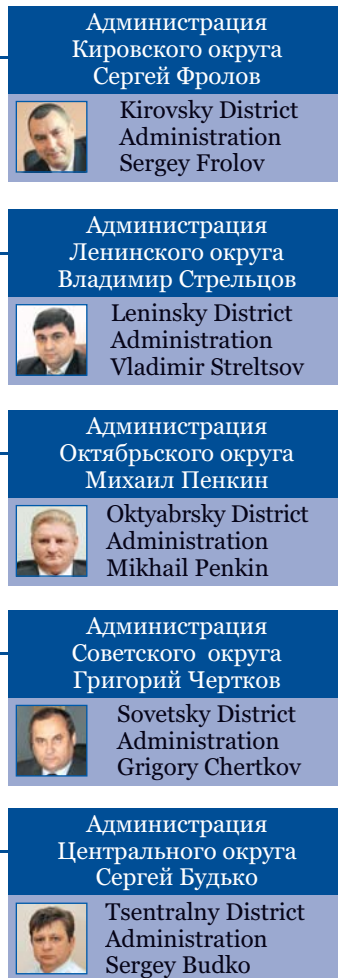 Администрация
Кировского округа
Сергей Фролов
Kirovsky District
Administration
Sergey Frolov
Администрация
Ленинского округа
Владимир Стрельцов
Leninsky District
Administration
Vladimir Streltsov
Администрация
Октябрьского округа
Михаил Пенкин
Oktyabrsky District
Administration
Mikhail Penkin
Администрация
Советского округа
Григорий Чертков
Sovetsky District
Administration
Grigory Chertkov
Администрация
Центрального округа
Сергей Будько
Tsentralny District
Administration
Sergey Budko